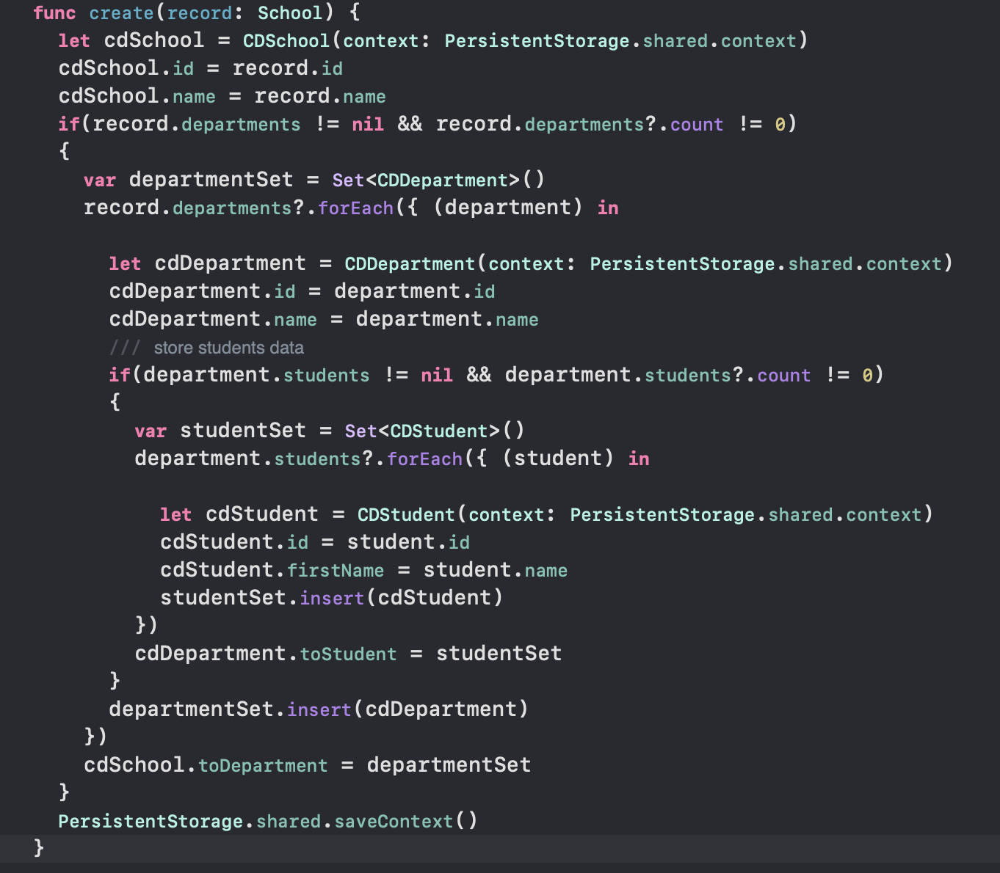 func create(record: School) {
let cdSchool = CDSchool(context: PersistentStorage.shared.context)
cdSchool.id = record.id
cdSchool.name = record.name
if(record.departments != nil && record.departments?.count != 0)
{
var departmentSet = Set<CDDepartment>()
record.departments?.forEach({ (department) in
let cdDepartment = CDDepartment(context: PersistentStorage.shared.context)
cdDepartment.id = department.id
cdDepartment.name = department.name
/// store students data
if(department.students != nil && department.students?.count != 0)
{
var studentSet = Set<CDStudent>()
department.students?.forEach({ (student) in
let cdStudent = CDStudent(context: PersistentStorage.shared.context)
cdStudent.id = student.id
cdStudent.firstName = student.name
studentSet.insert(cdStudent)
})
cdDepartment.toStudent = studentSet
}
departmentSet.insert(cdDepartment)
})
cdSchool.toDepartment = departmentSet
}
PersistentStorage.shared.saveContext()
}